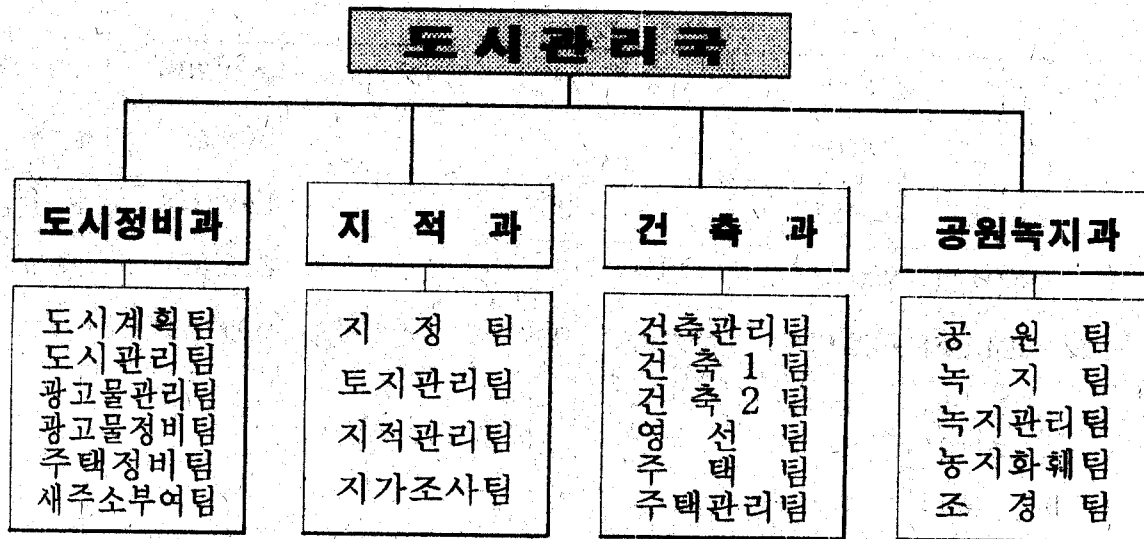 도시관리국
도시정비과
지 적 과
건 축 과
공원녹지과
도시계획팀
도시관리팀
광고물관리팀
광고물정비팀
주택정비팀
새주소부여팀
지 정 팀
토지관리팀
지적관리팀
지가조사팀
건축관리팀
건 축 1 팀
건 축 2 팀
영 선 팀
주 택 팀
주택관리팀
공 원 팀
녹 지 팀
녹지관리팀
농지화훼팀
조 경 팀